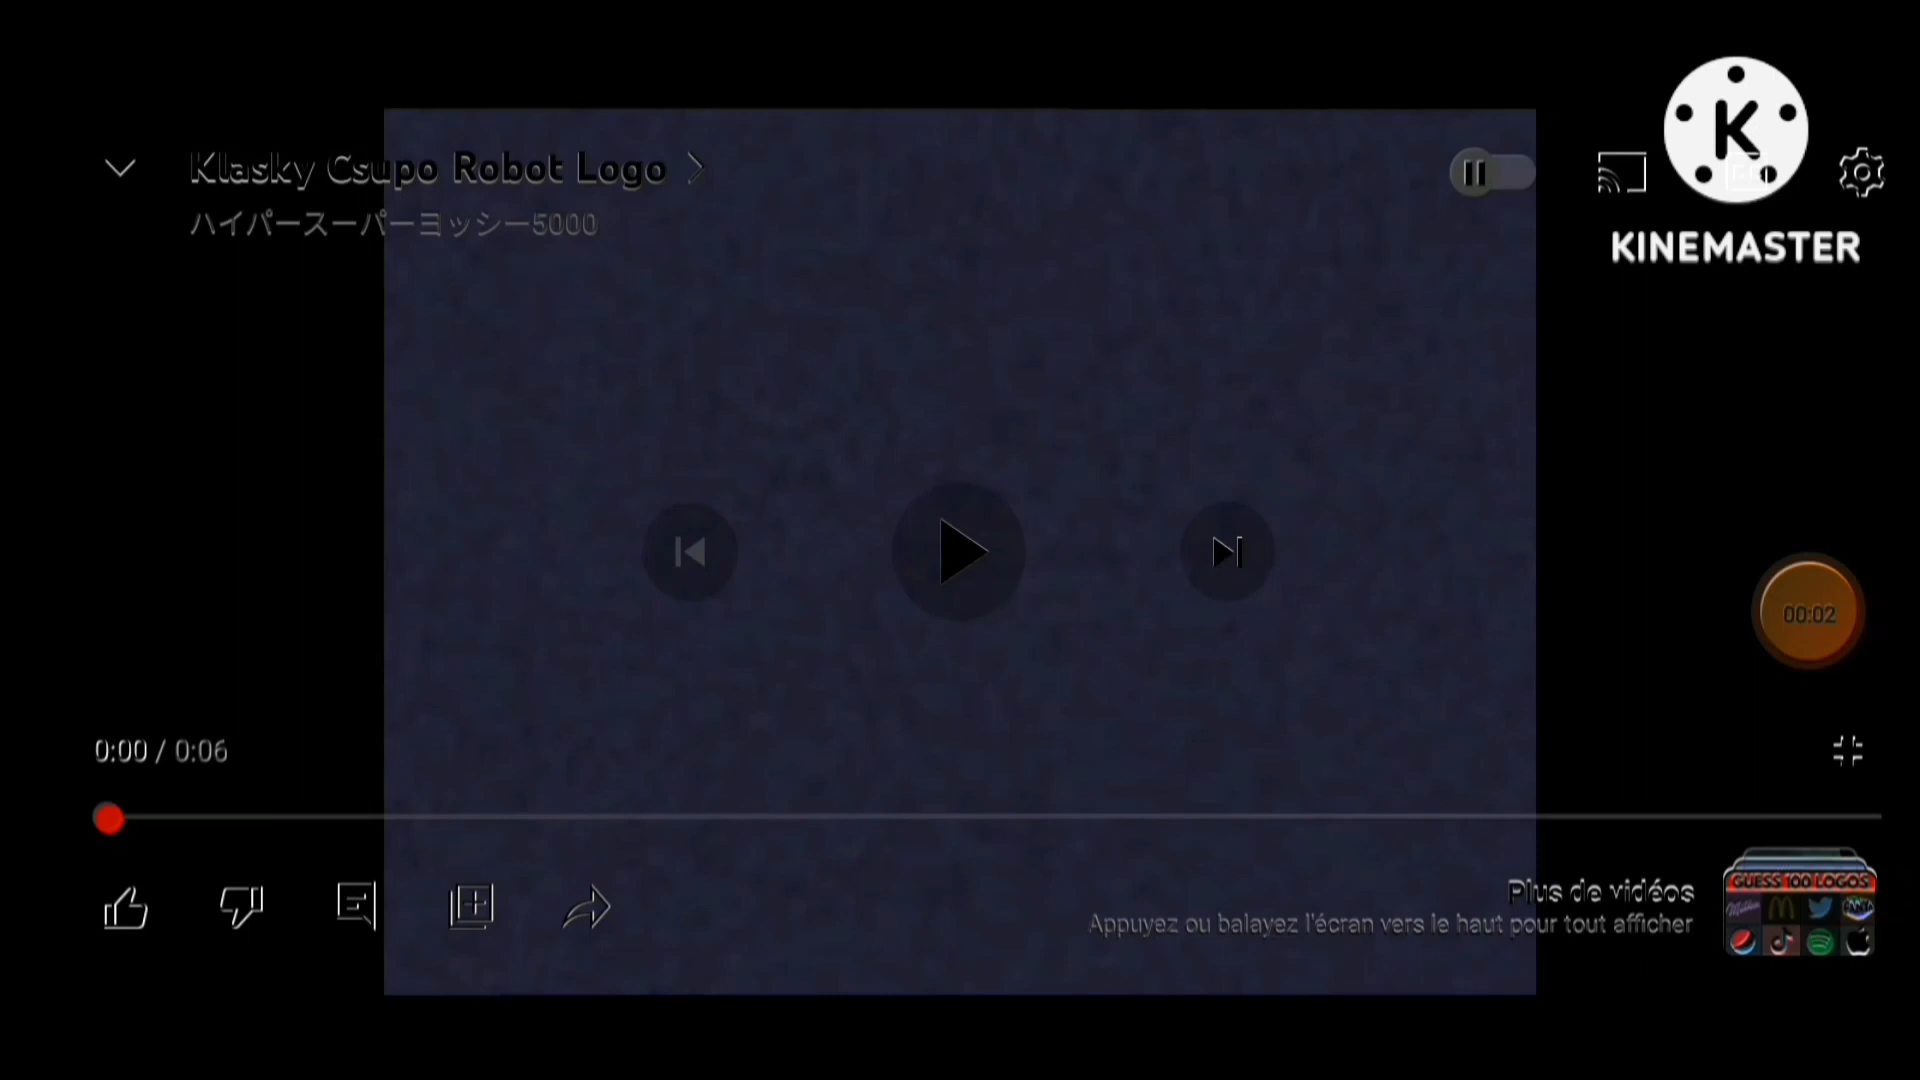 Klasky Csupo Robot Logo
ハイパースーパーヨッシー5000
K
KINEMASTER
00:02
0:00 / 0:06
Plus de vidéos
Appuyez ou balayez l'écran vers le haut pour tout afficher
GUESS 100 LOGOS
Milka
FANTA